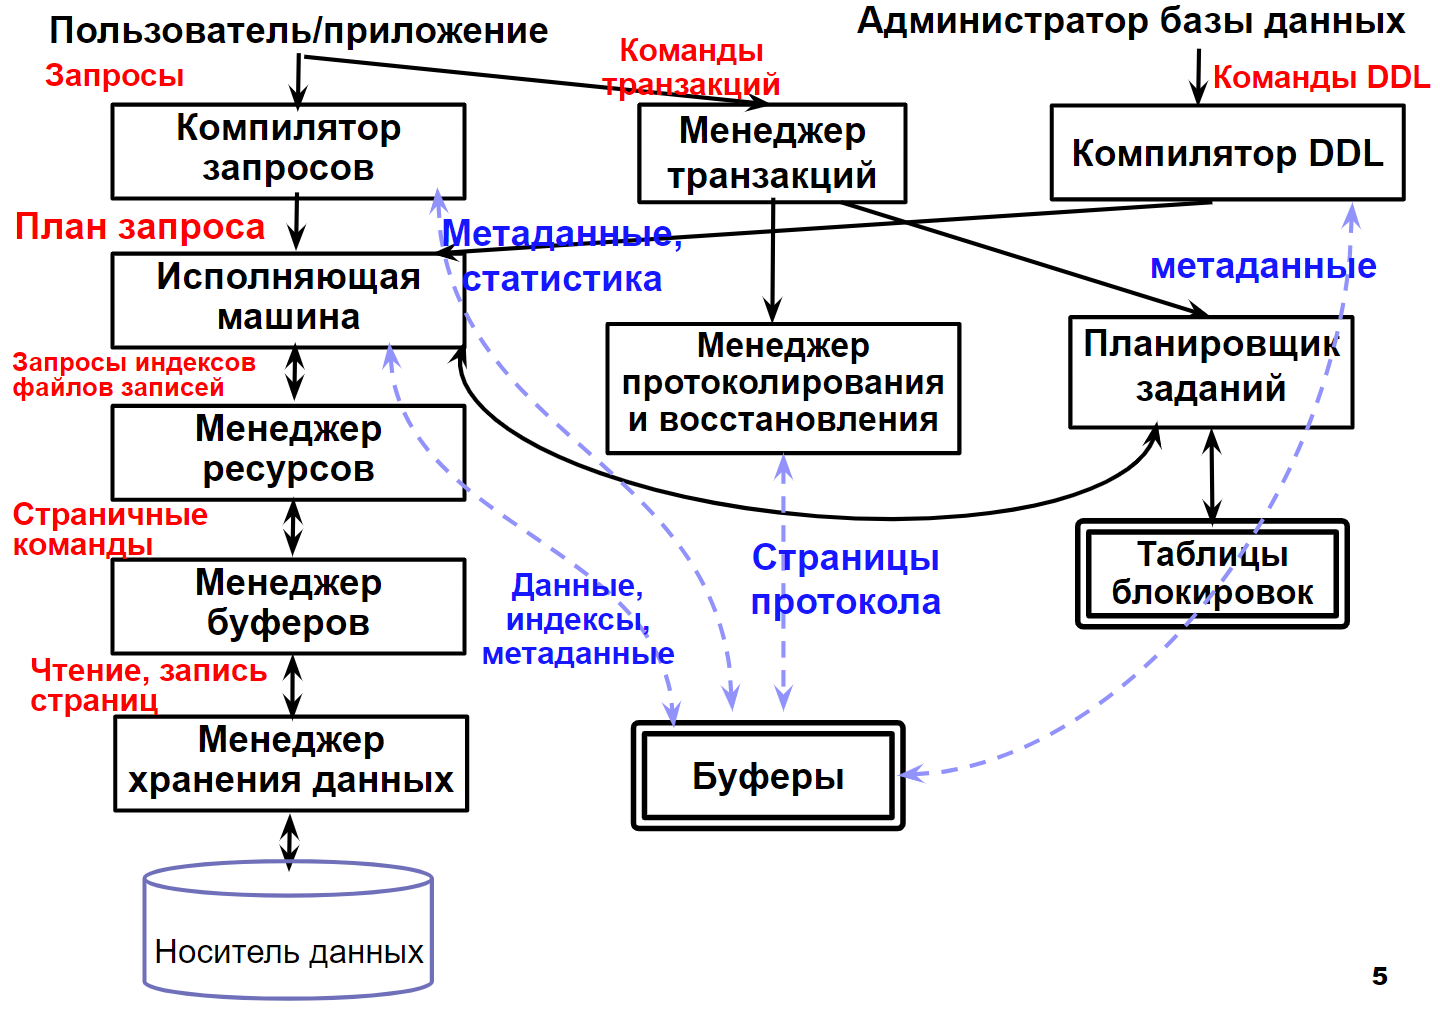 Пользователь/приложение
Администратор базы данных
Запросы
Команды
транзакций
Команды DDL
Компилятор
запросов
Менеджер
транзакций
Компилятор DDL
План запроса
Метаданные,
статистика
метаданные
Исполняющая
машина
Менеджер
протоколирования
и восстановления
Планировщик
заданий
Запросы индексов
файлов записей
Менеджер
ресурсов
Страничные
команды
Менеджер
буферов
Данные,
индексы,
метаданные
Страницы
протокола
Таблицы
блокировок
Чтение, запись
страниц
Менеджер
хранения данных
Буферы
Носитель данных
5